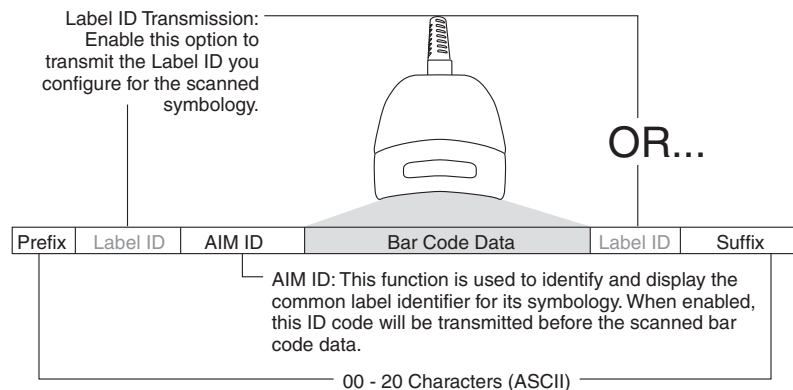 Label ID Transmission:
Enable this option to
transmit the Label ID you
configure for the scanned
symbology.
OR...
Prefix Label ID AIM ID Bar Code Data Label ID Suffix
AIM ID: This function is used to identify and display the
common label identifier for its symbology. When enabled,
this ID code will be transmitted before the scanned bar
code data.
00 - 20 Characters (ASCII)